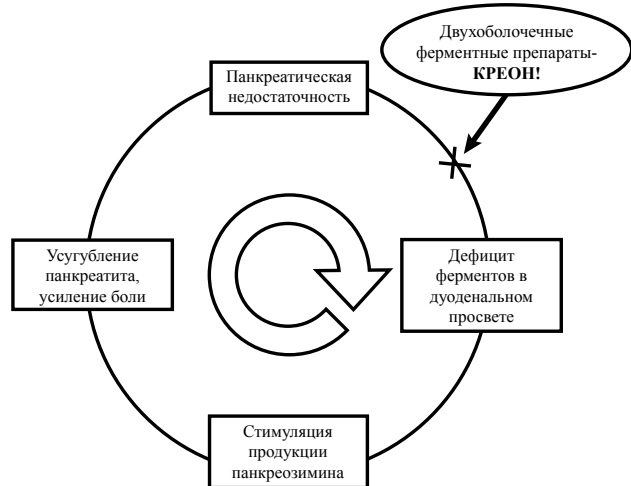 Двухоболочечные
ферментные препараты-
КРЕОН!
Панкреатическая
недостаточность
Усугубление
панкреатита,
усиление боли
Дефицит
ферментов в
дуоденальном
просвете
Стимуляция
продукции
панкреозимина